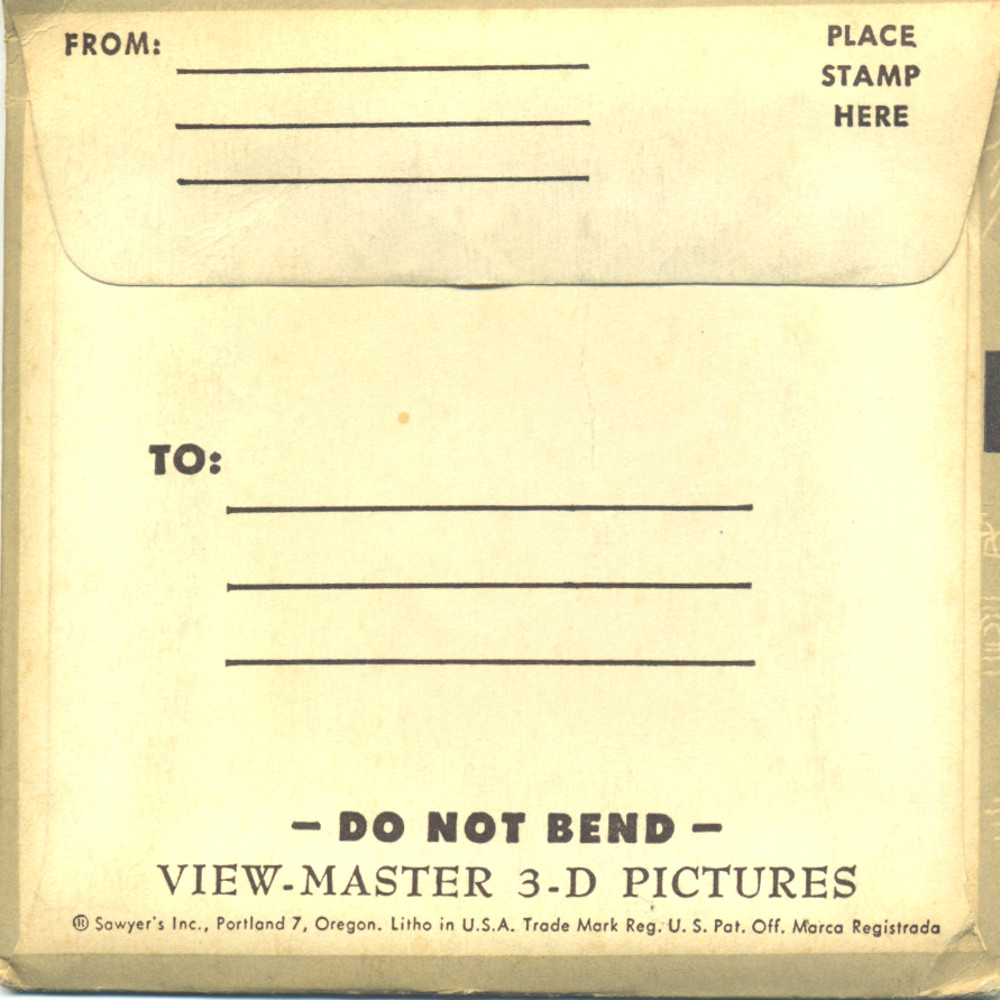 FROM:
PLACE
STAMP
HERE
TO:
– DO NOT BEND –
VIEW-MASTER 3-D PICTURES
Sawyer's Inc., Portland 7, Oregon. Litho in U.S.A. Trade Mark Reg. U. S. Pat. Off. Marca Registrada